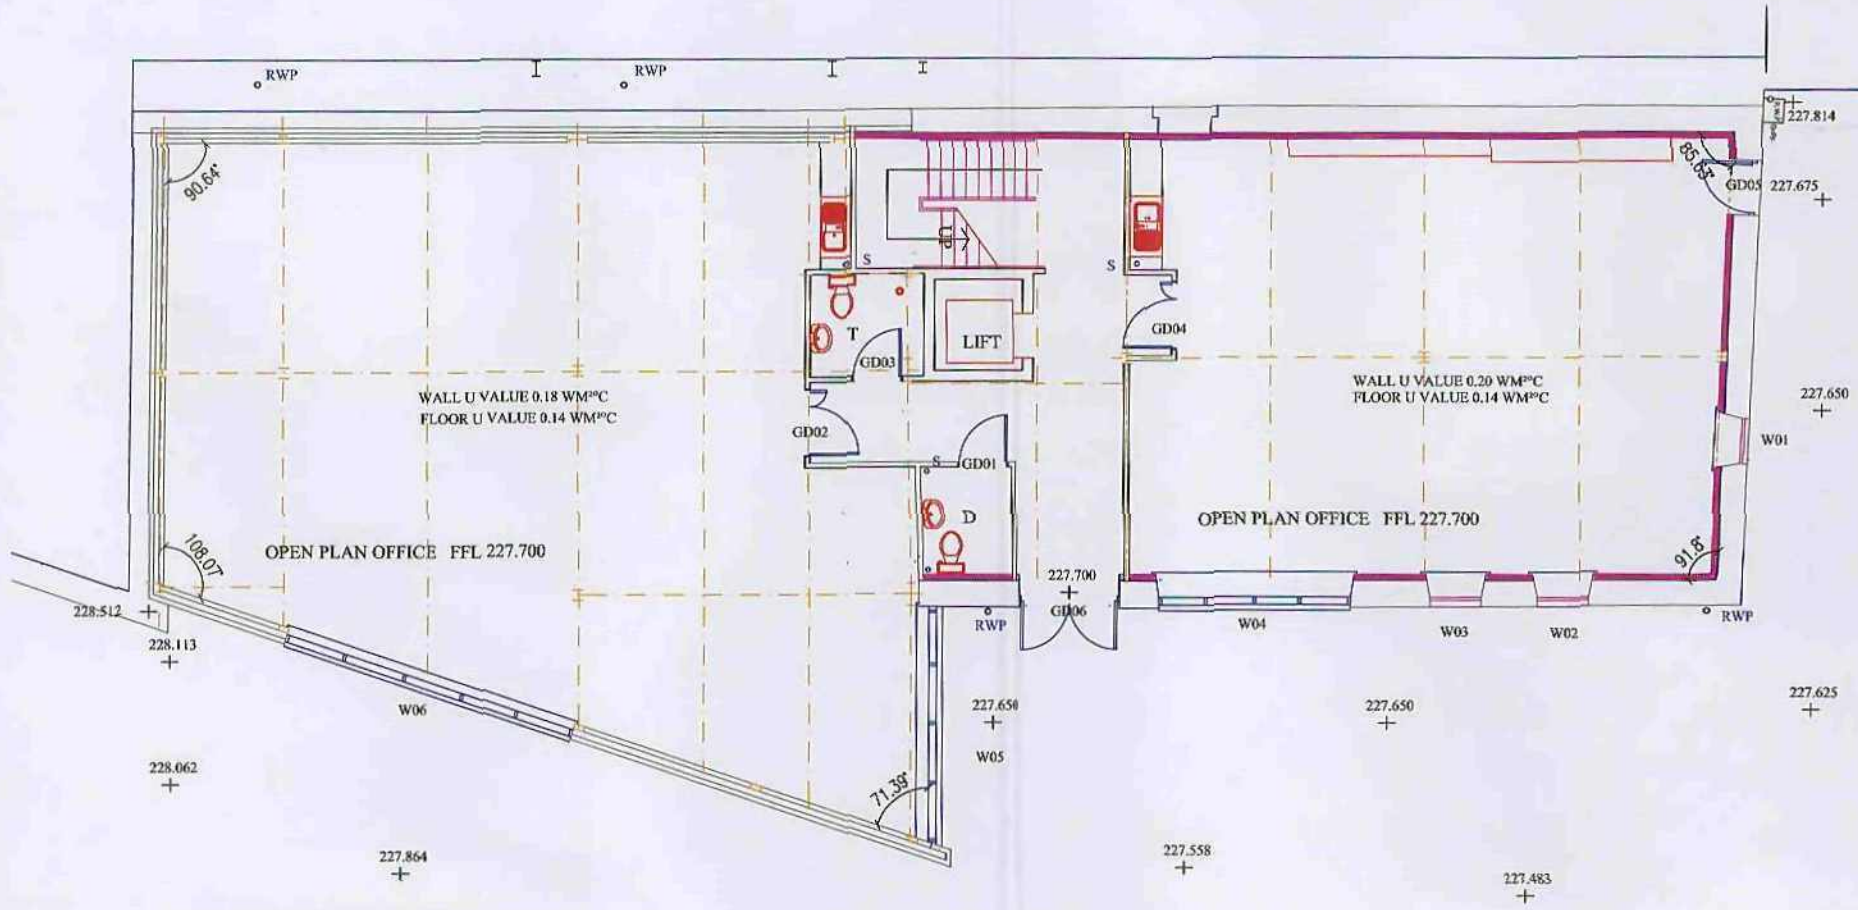 RWP
RWP
227.814
90.64°
85.63°
GD05
227.675
UP
S
S
T
GD03
LIFT
GD04
WALL U VALUE 0.18 WM²°C
FLOOR U VALUE 0.14 WM²°C
WALL U VALUE 0.20 WM²°C
FLOOR U VALUE 0.14 WM²°C
227.650
GD02
W01
S
GD01
D
OPEN PLAN OFFICE FFL 227.700
OPEN PLAN OFFICE FFL 227.700
108.07°
91.8°
227.700
228.512
GD06
RWP
W04
W03
W02
RWP
228.113
W06
227.650
227.650
227.625
W05
228.062
71.39°
227.864
227.558
227.483